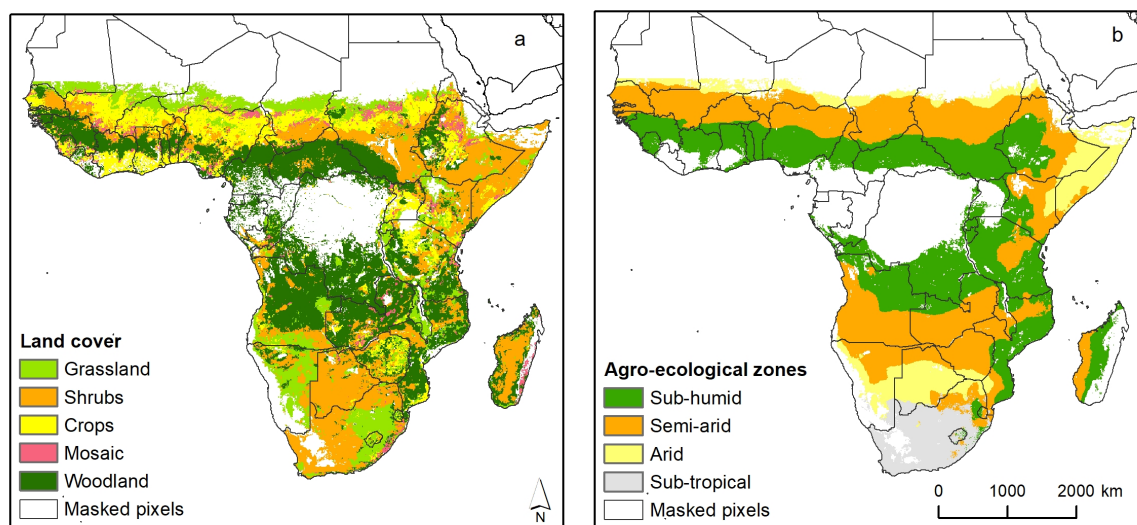 a
Land cover
Grassland
Shrubs
Crops
Mosaic
Woodland
Masked pixels
N
b
Agro-ecological zones
Sub-humid
Semi-arid
Arid
Sub-tropical
Masked pixels
0 1000 2000 km